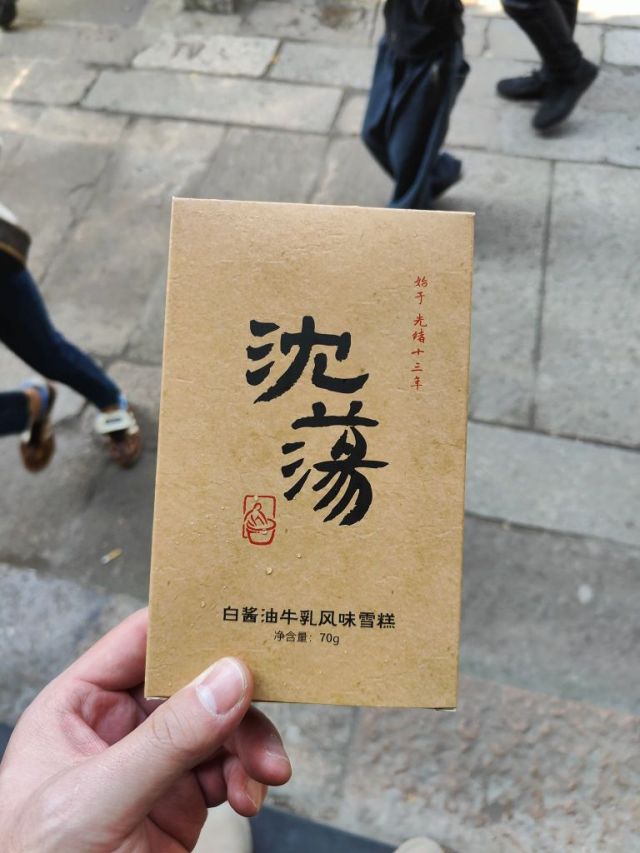 始于光绪十三年
沈荡
白酱油牛乳风味雪糕
净含量：70g